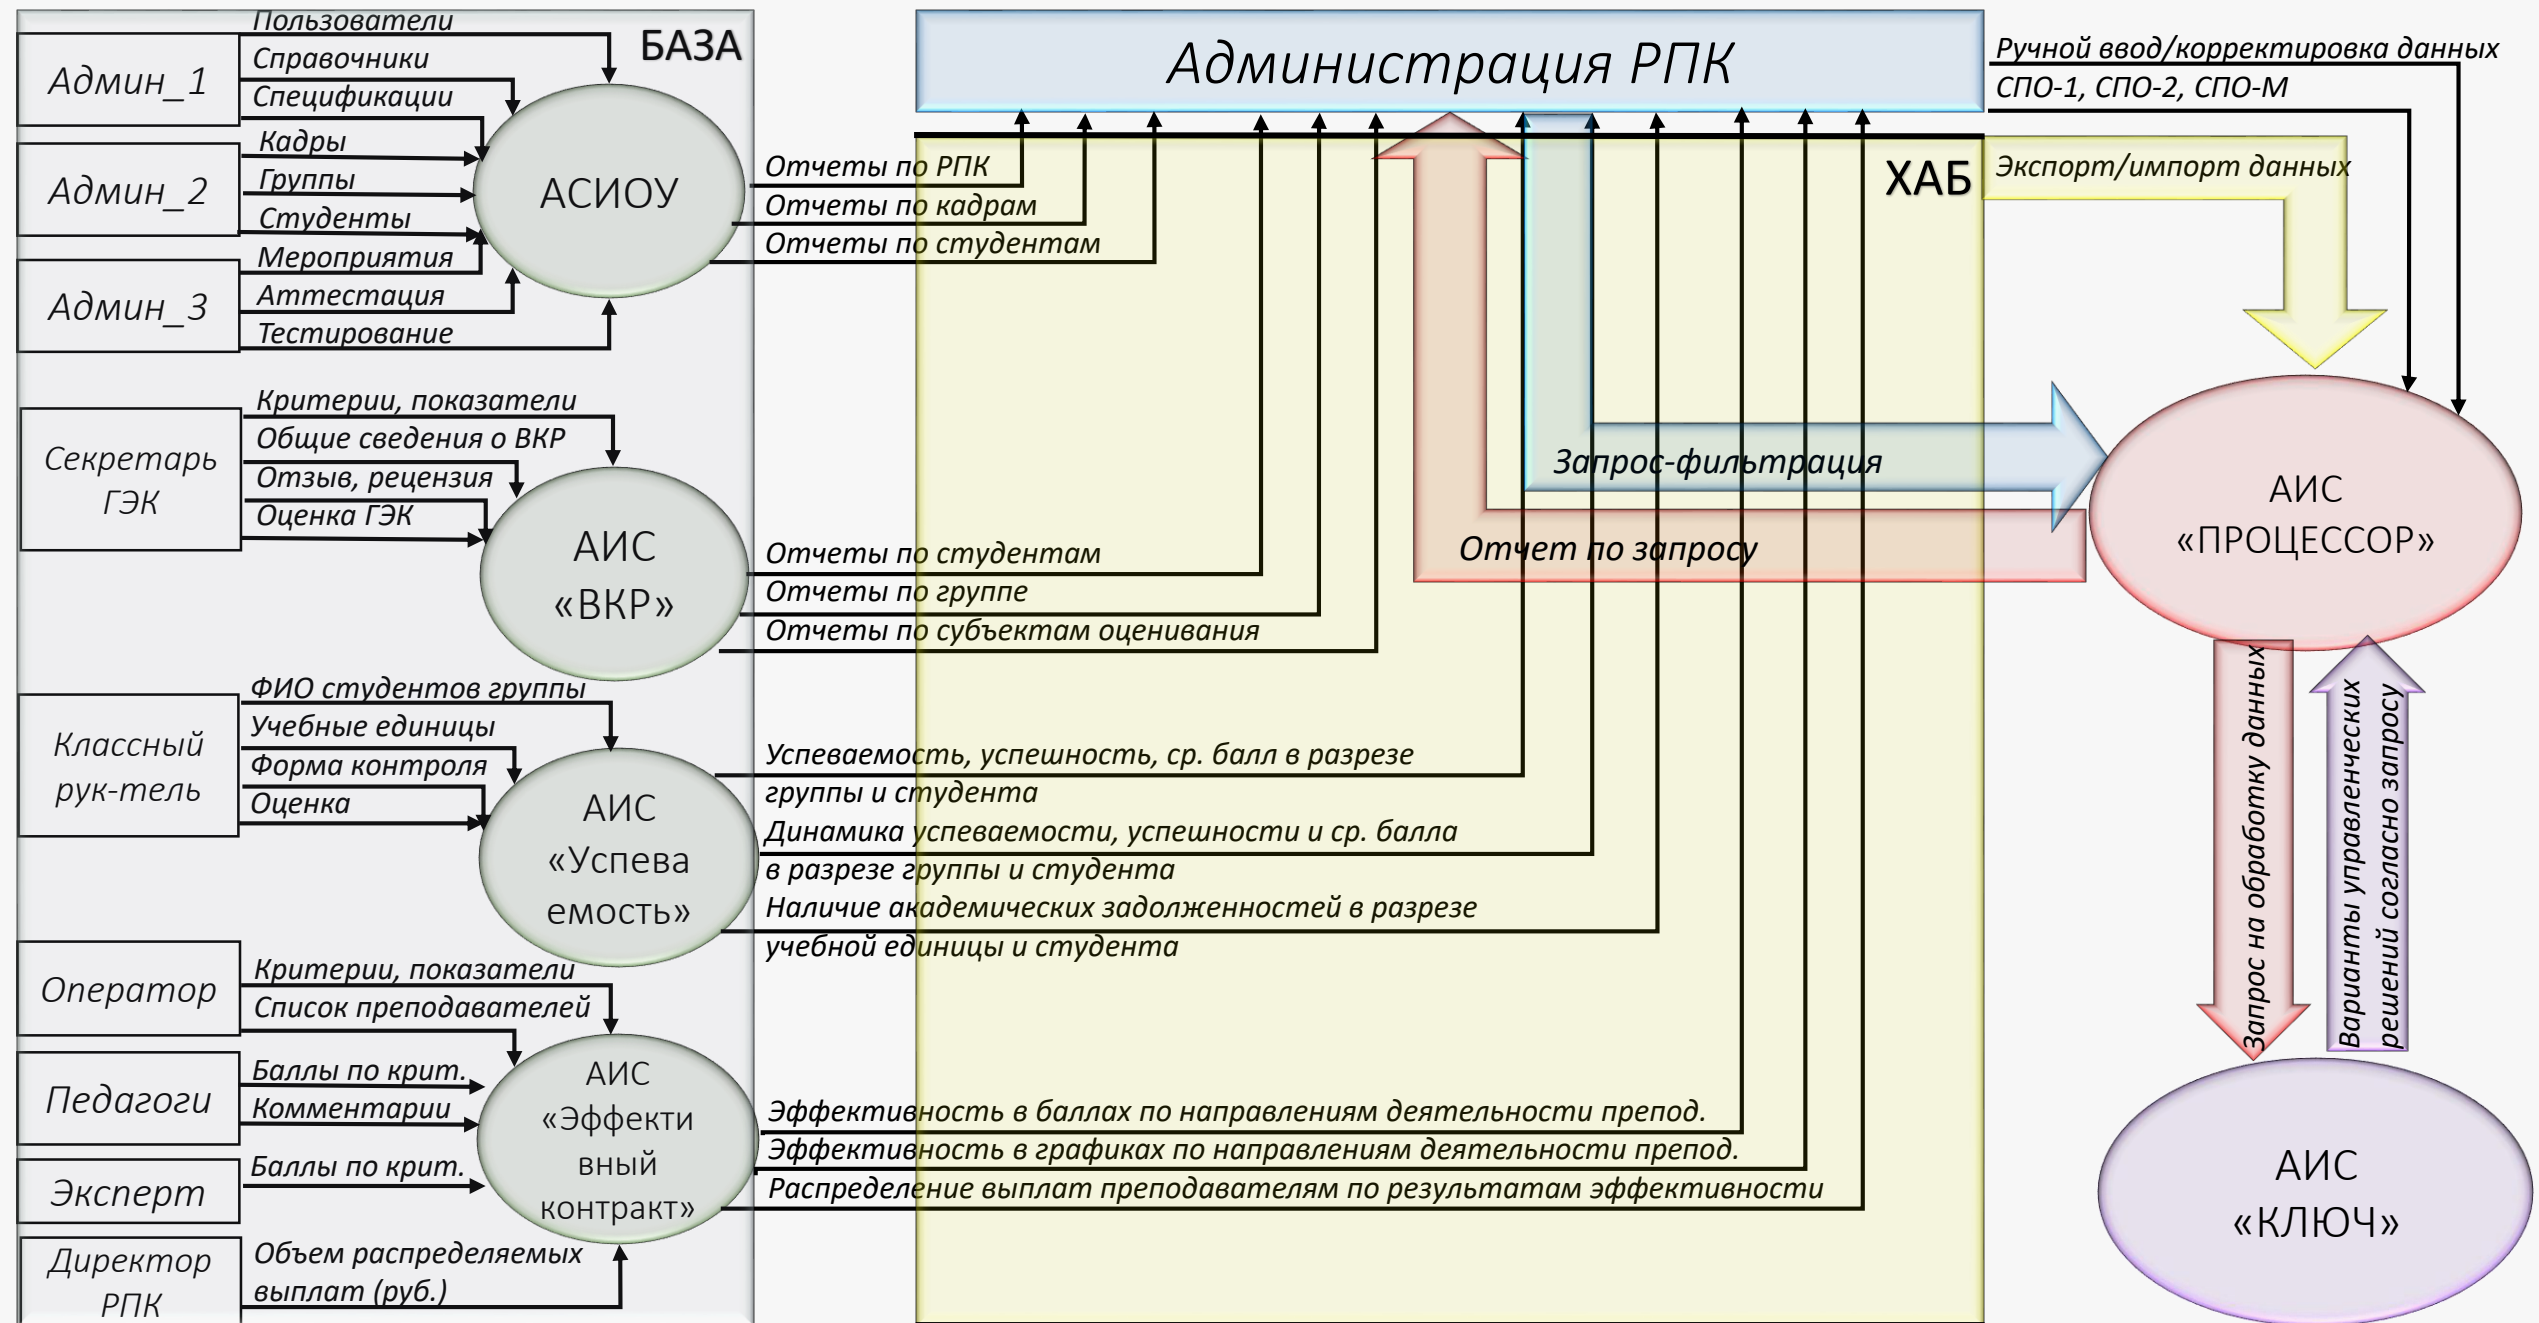 БАЗА
Пользователи
Справочники
Спецификации
Админ_1
Кадры
Группы
Студенты
Админ_2
Мероприятия
Аттестация
Тестирование
Админ_3
АСИОУ
Критерии, показатели
Общие сведения о ВКР
Отзыв, рецензия
Оценка ГЭК
Секретарь
ГЭК
АИС
«ВКР»
ФИО студентов группы
Учебные единицы
Форма контроля
Оценка
Классный
рук-тель
АИС
«Успева
емость»
Оператор
Критерии, показатели
Список преподавателей
Педагоги
Баллы по крит.
Комментарии
Эксперт
Баллы по крит.
Директор
РПК
Объем распределяемых
выплат (руб.)
АИС
«Эффекти
вный
контракт»
Администрация РПК
ХАБ
Отчеты по РПК
Отчеты по кадрам
Отчеты по студентам
Отчеты по студентам
Отчеты по группе
Отчеты по субъектам оценивания
Успеваемость, успешность, ср. балл в разрезе
группы и студента
Динамика успеваемости, успешности и ср. балла
в разрезе группы и студента
Наличие академических задолженностей в разрезе
учебной единицы и студента
Эффективность в баллах по направлениям деятельности препод.
Эффективность в графиках по направлениям деятельности препод.
Распределение выплат преподавателям по результатам эффективности
Запрос-фильтрация
Отчет по запросу
Ручной ввод/корректировка данных
СПО-1, СПО-2, СПО-М
Экспорт/импорт данных
АИС
«ПРОЦЕССОР»
Запрос на обработку данных
Варианты управленческих
решений согласно запросу
АИС
«КЛЮЧ»